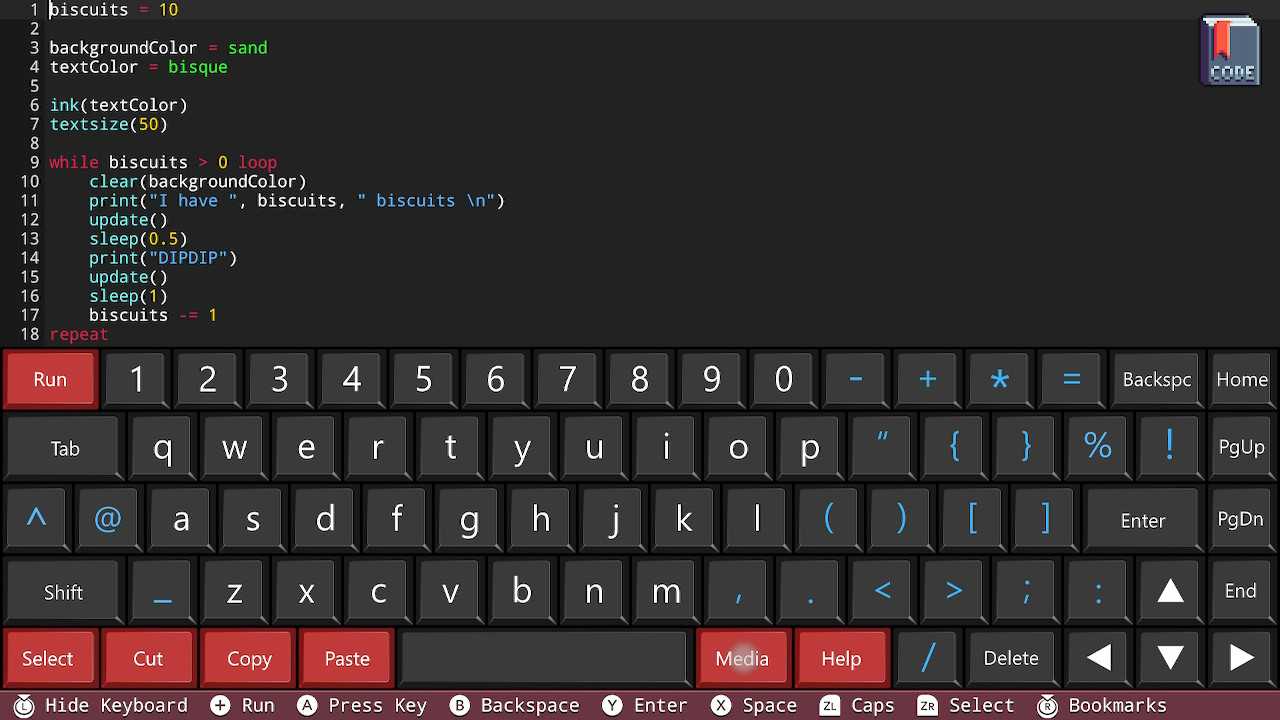 1 biscuits = 10
2
3 backgroundColor = sand
4 textColor = bisque
5
6 ink(textColor)
7 textsize(50)
8
9 while biscuits > 0 loop
10     clear(backgroundColor)
11     print("I have ", biscuits, " biscuits \n")
12     update()
13     sleep(0.5)
14     print("DIPDIP")
15     update()
16     sleep(1)
17     biscuits -= 1
18 repeat
CODE
Run 1 2 3 4 5 6 7 8 9 0 - + * = Backspc Home
Tab q w e r t y u i o p " { } % ! PgUp
^ @ a s d f g h j k l ( ) [ ] Enter PgDn
Shift _ z x c v b n m , . < > ; : ▲ End
Select Cut Copy Paste Media Help / Delete ◀ ▼ ▶
L Hide Keyboard + Run A Press Key B Backspace Y Enter X Space ZL Caps ZR Select R Bookmarks